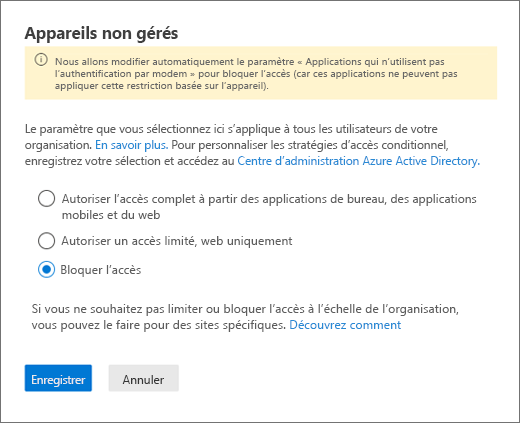 Appareils non gérés
Nous allons modifier automatiquement le paramètre « Applications qui n'utilisent pas
l'authentification par modem » pour bloquer l'accès (car ces applications ne peuvent pas
appliquer cette restriction basée sur l'appareil).
Le paramètre que vous sélectionnez ici s'applique à tous les utilisateurs de votre
organisation. En savoir plus. Pour personnaliser les stratégies d'accès conditionnel,
enregistrez votre sélection et accédez au Centre d'administration Azure Active Directory.
Autoriser l'accès complet à partir des applications de bureau, des applications
mobiles et du web
Autoriser un accès limité, web uniquement
Bloquer l'accès
Si vous ne souhaitez pas limiter ou bloquer l'accès à l'échelle de l'organisation,
vous pouvez le faire pour des sites spécifiques. Découvrez comment
Enregistrer Annuler